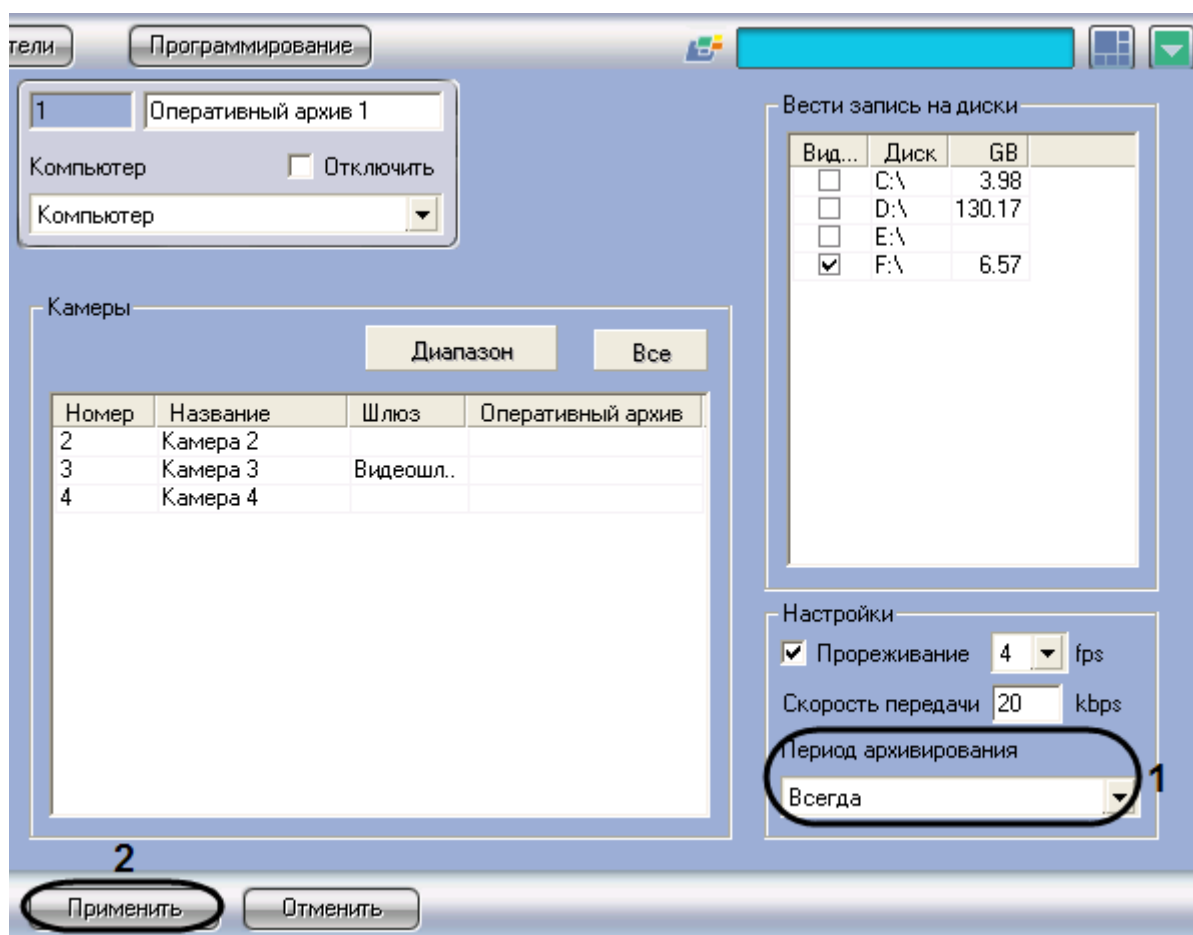 тели Программирование
1 Оперативный архив 1
Компьютер Отключить
Компьютер
Вести запись на диски
Вид... Диск GB
C:\ 3.98
D:\ 130.17
E:\
F:\ 6.57
Камеры
Диапазон Все
Номер Название Шлюз Оперативный архив
2 Камера 2
3 Камера 3 Видеошл..
4 Камера 4
Настройки
Прореживание 4 fps
Скорость передачи 20 kbps
Период архивирования
Всегда 1
2
Применить Отменить